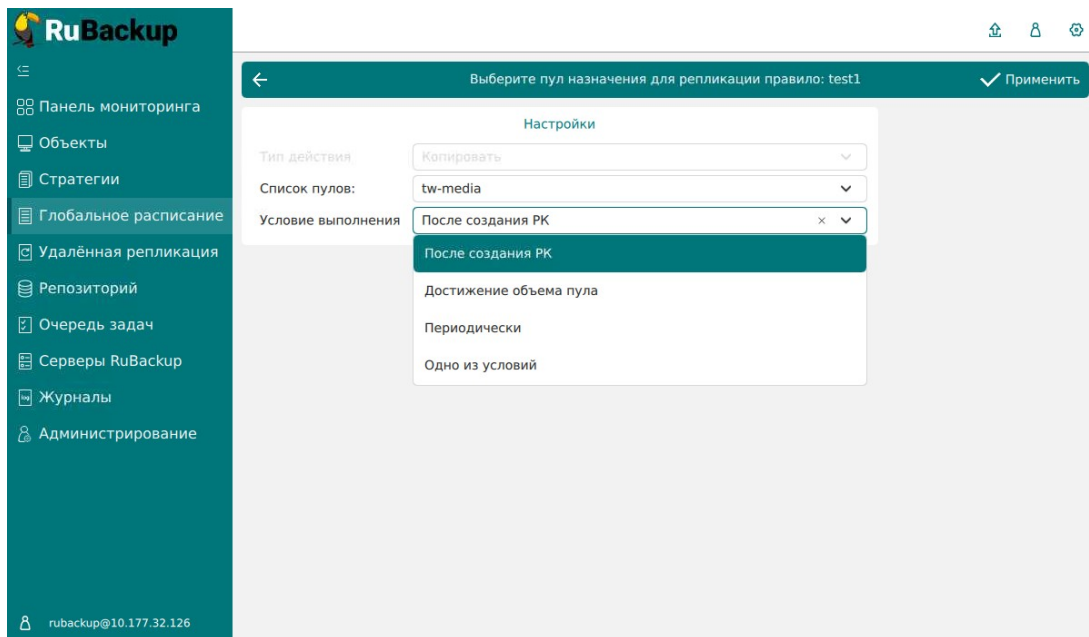 RuBackup
Выберите пул назначения для репликации правило: test1
Применить
Панель мониторинга
Объекты
Стратегии
Глобальное расписание
Удалённая репликация
Репозиторий
Очередь задач
Серверы RuBackup
Журналы
Администрирование
rubackup@10.177.32.126
Настройки
Тип действия Копировать
Список пулов: tw-media
Условие выполнения После создания РК
После создания РК
Достижение объема пула
Периодически
Одно из условий